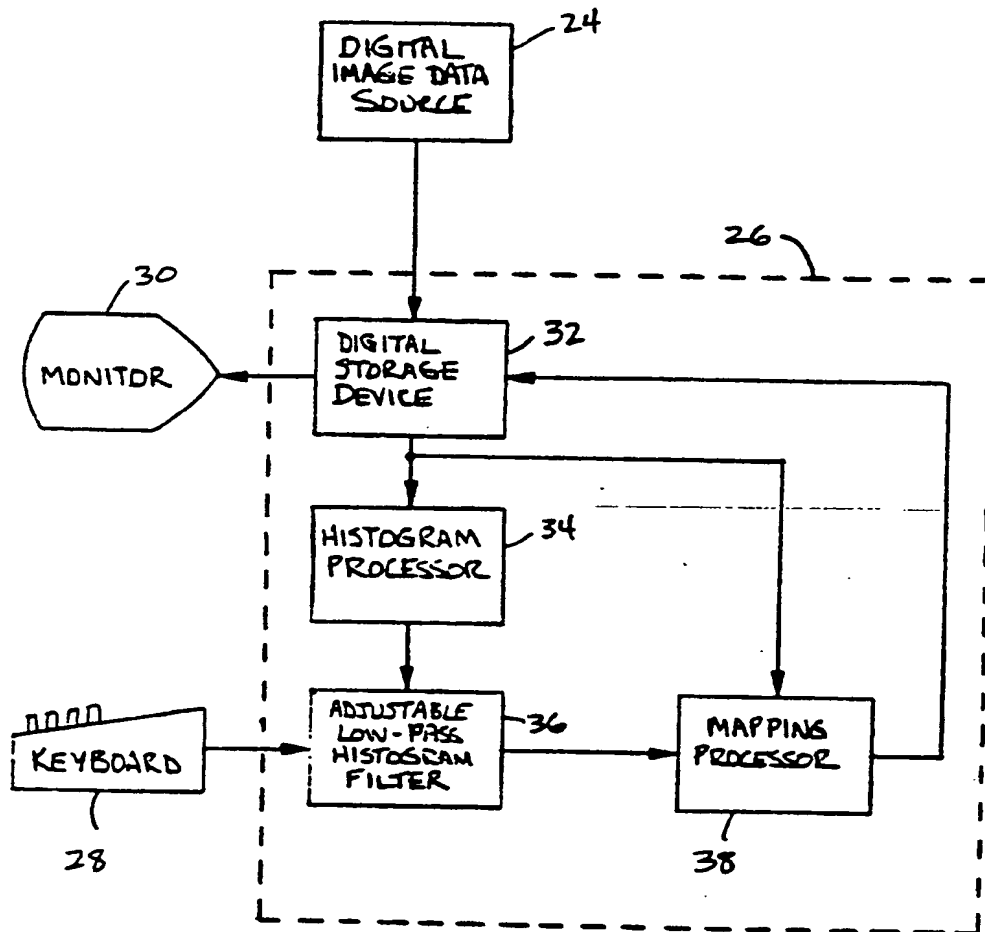 DIGITAL
IMAGE DATA
SOURCE
24
26
30
MONITOR
DIGITAL
STORAGE
DEVICE
32
HISTOGRAM
PROCESSOR
34
KEYBOARD
28
ADJUSTABLE
LOW-PASS
HISTOGRAM
FILTER
36
MAPPING
PROCESSOR
38